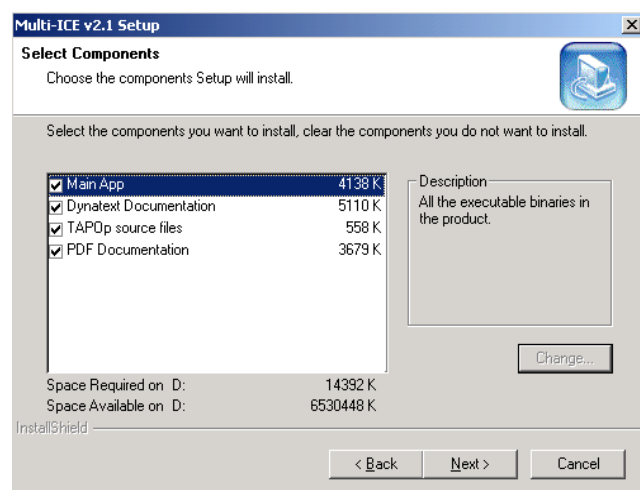 Multi-ICE v2.1 Setup
Select Components
Choose the components Setup will install.
Select the components you want to install, clear the components you do not want to install.
Main App 4138 K
Dynatext Documentation 5110 K
TAPOp source files 558 K
PDF Documentation 3679 K
Description
All the executable binaries in
the product.
Change...
Space Required on D: 14392 K
Space Available on D: 6530448 K
InstallShield
< Back Next > Cancel